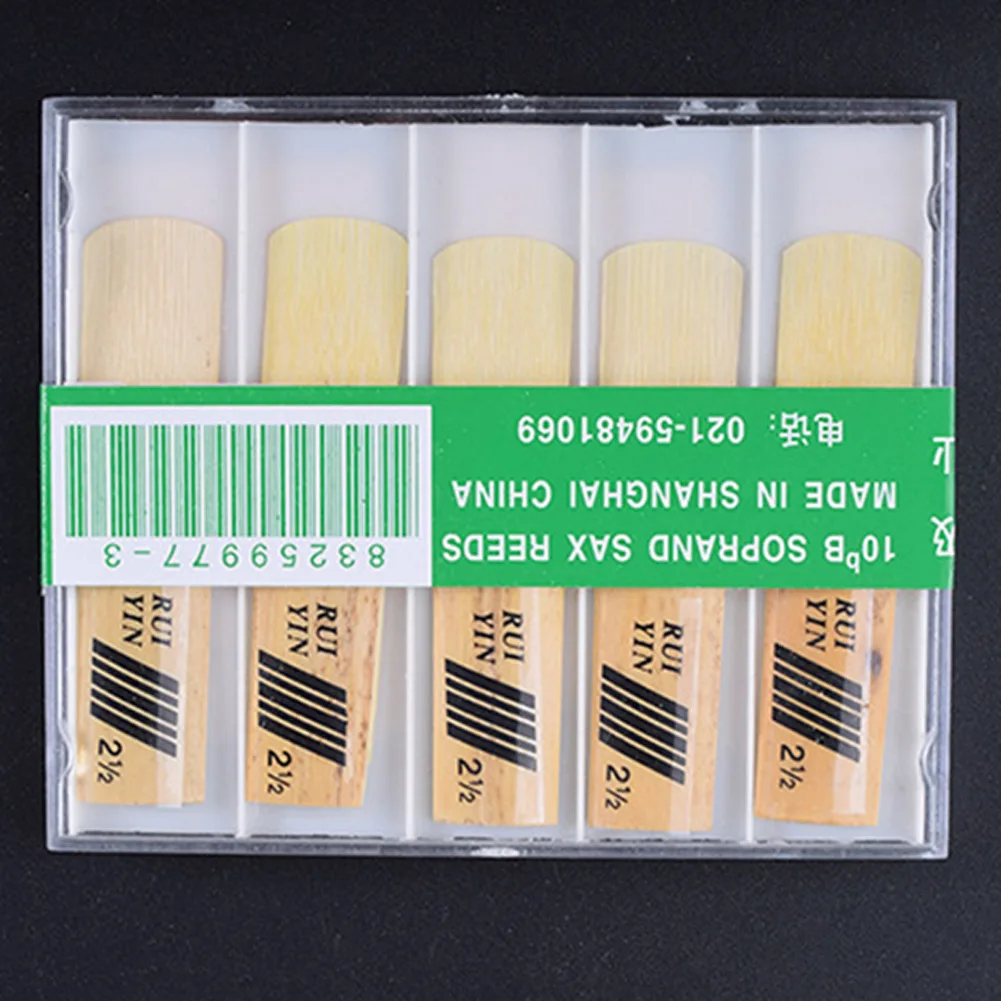 10ᵇB SOPRAND SAX REEDS
MADE IN SHANGHAI CHINA
电话: 021-59481069
83259977-3
RUI
YIN
2½
RUI
YIN
2½
RUI
YIN
2½
RUI
YIN
2½
RUI
YIN
2½